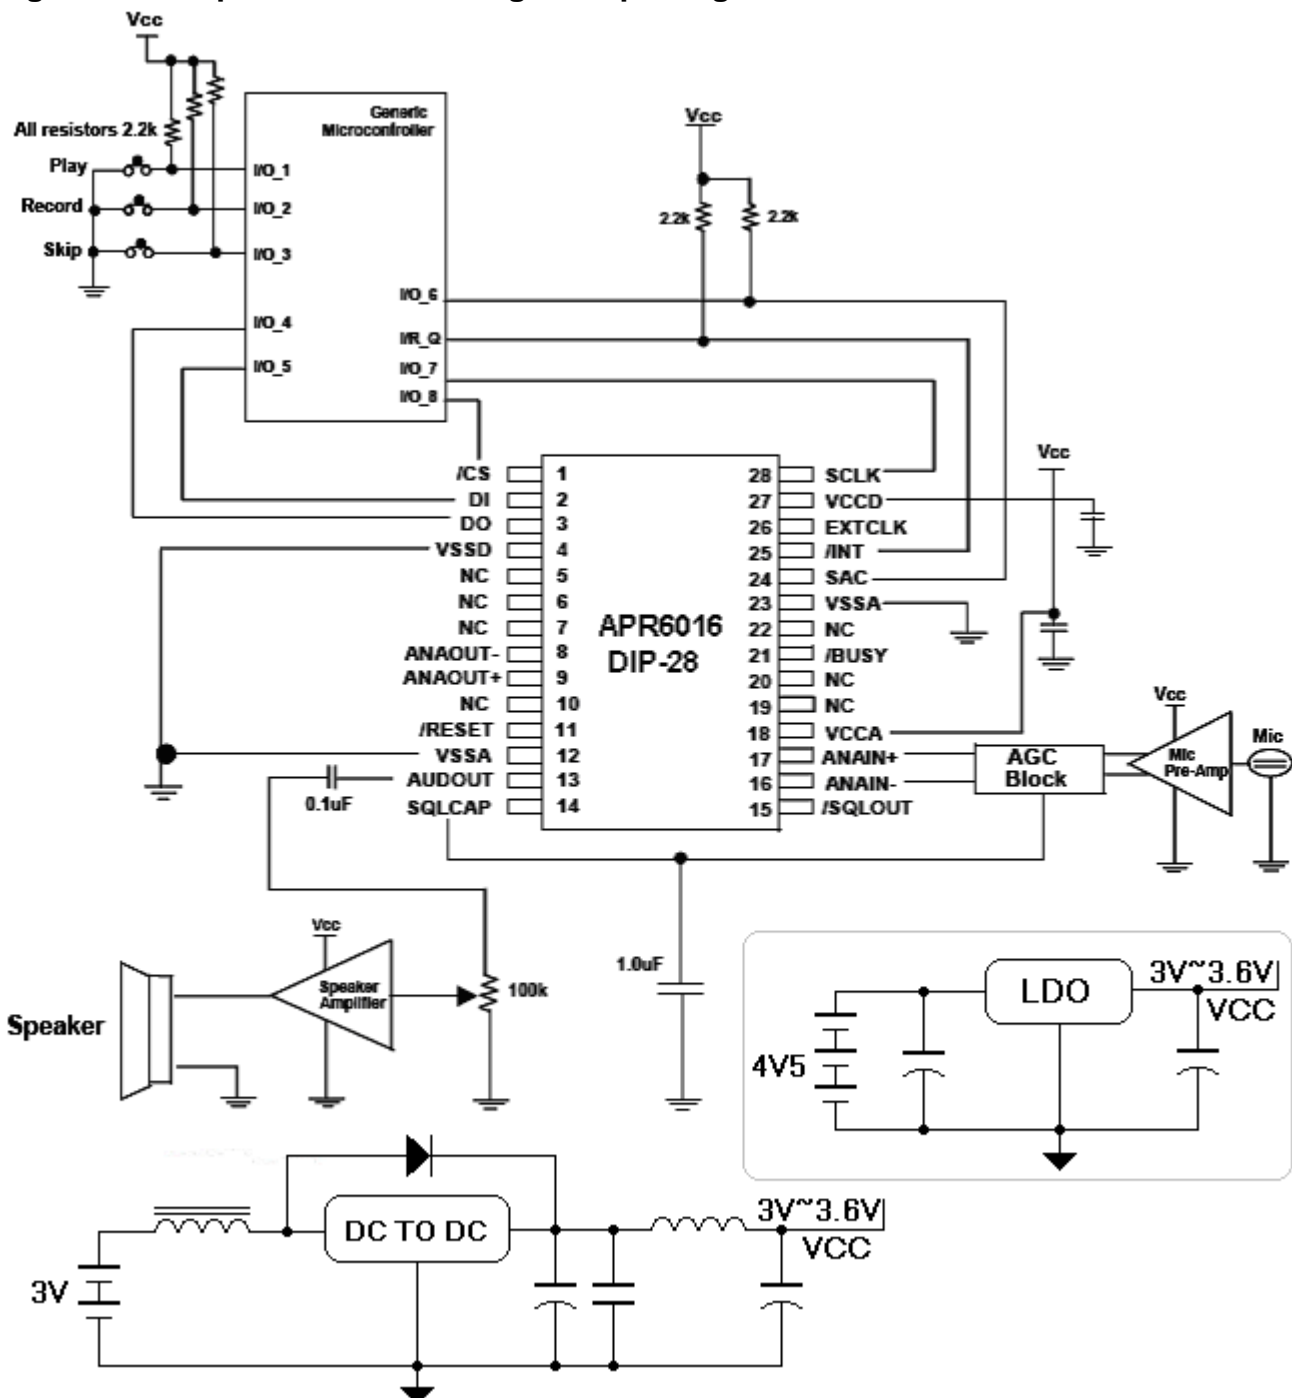 Vcc
Generic
Microcontroller
All resistors 2.2k
Play
I/O_1
Record
I/O_2
Skip
I/O_3
I/O_6
I/O_4
I/R_Q
I/O_5
I/O_7
I/O_8
Vcc
2.2k
2.2k
/CS
1
28
SCLK
DI
2
27
VCCD
DO
3
26
EXTCLK
VSSD
4
25
/INT
NC
5
24
SAC
NC
6
23
VSSA
NC
7
22
NC
ANAOUT-
8
21
/BUSY
ANAOUT+
9
20
NC
NC
10
19
NC
/RESET
11
18
VCCA
VSSA
12
17
ANAIN+
AUDOUT
13
16
ANAIN-
SQLCAP
14
15
/SQLOUT
APR6016
DIP-28
Vcc
0.1uF
AGC
Block
Vcc
Mic
Pre-Amp
Mic
Vcc
Speaker
Amplifier
100k
Speaker
1.0uF
LDO
3V~3.6V
VCC
4V5
DC TO DC
3V~3.6V
VCC
3V